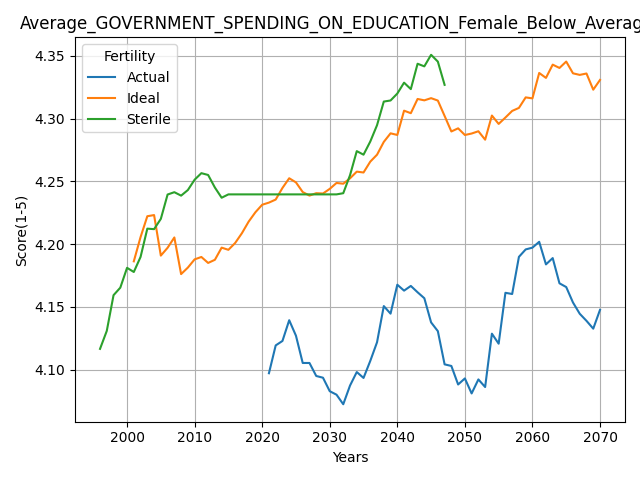 Average_GOVERNMENT_SPENDING_ON_EDUCATION_Female_Below_Averag
Fertility
Actual
Ideal
Sterile
Score(1-5)
4.35
4.30
4.25
4.20
4.15
4.10
2000 2010 2020 2030 2040 2050 2060 2070
Years